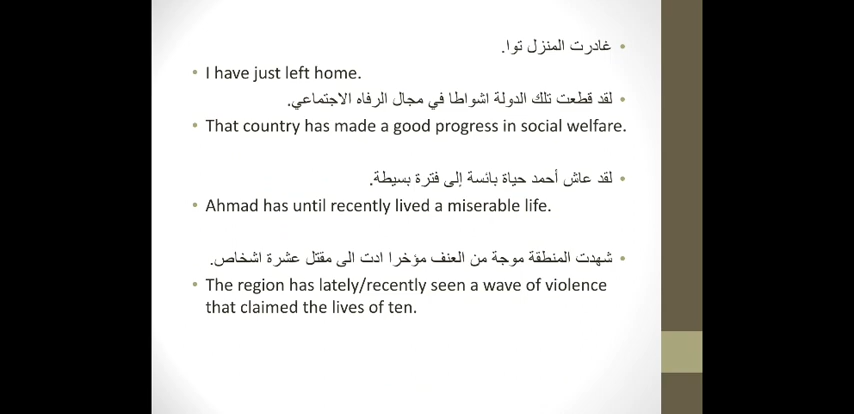 • غادرت المنزل توا.
• I have just left home.
• لقد قطعت تلك الدولة اشواطا في مجال الرفاه الاجتماعي.
• That country has made a good progress in social welfare.
• لقد عاش أحمد حياة بائسة إلى فترة بسيطة.
• Ahmad has until recently lived a miserable life.
• شهدت المنطقة موجة من العنف مؤخرا ادت الى مقتل عشرة اشخاص.
• The region has lately/recently seen a wave of violence
that claimed the lives of ten.